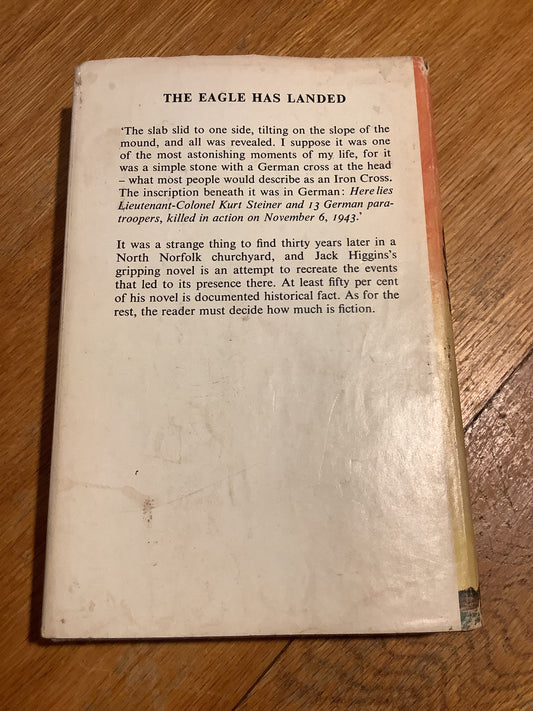 THE EAGLE HAS LANDED
‘The slab slid to one side, tilting on the slope of the
mound, and all was revealed. I suppose it was one
of the most astonishing moments of my life, for it
was a simple stone with a German cross at the head
– what most people would describe as an Iron Cross.
The inscription beneath it was in German: Here lies
Lieutenant-Colonel Kurt Steiner and 13 German para-
troopers, killed in action on November 6, 1943.’
It was a strange thing to find thirty years later in a
North Norfolk churchyard, and Jack Higgins’s
gripping novel is an attempt to recreate the events
that led to its presence there. At least fifty per cent
of his novel is documented historical fact. As for the
rest, the reader must decide how much is fiction.